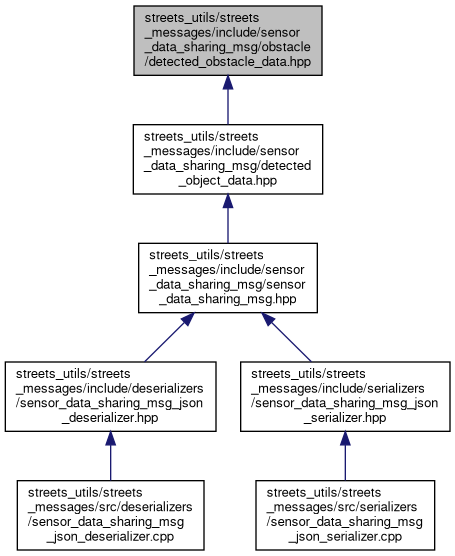 streets_utils/streets
_messages/include/sensor
_data_sharing_msg/obstacle
/detected_obstacle_data.hpp
streets_utils/streets
_messages/include/sensor
_data_sharing_msg/detected
_object_data.hpp
streets_utils/streets
_messages/include/sensor
_data_sharing_msg/sensor
_data_sharing_msg.hpp
streets_utils/streets
_messages/include/deserializers
/sensor_data_sharing_msg_json
_deserializer.hpp
streets_utils/streets
_messages/include/serializers
/sensor_data_sharing_msg_json
_serializer.hpp
streets_utils/streets
_messages/src/deserializers
/sensor_data_sharing_msg
_json_deserializer.cpp
streets_utils/streets
_messages/src/serializers
/sensor_data_sharing_msg
_json_serializer.cpp